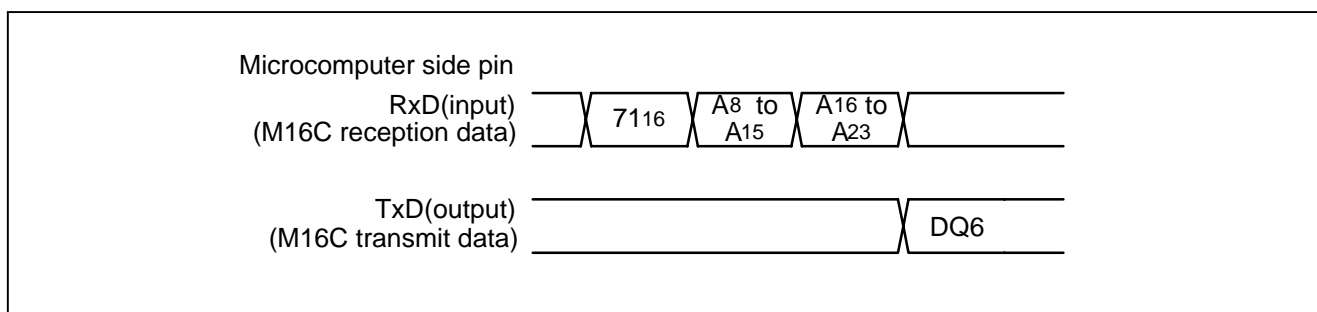 Microcomputer side pin
RxD(input)
(M16C reception data)
7116
A8 to
A15
A16 to
A23
TxD(output)
(M16C transmit data)
DQ6